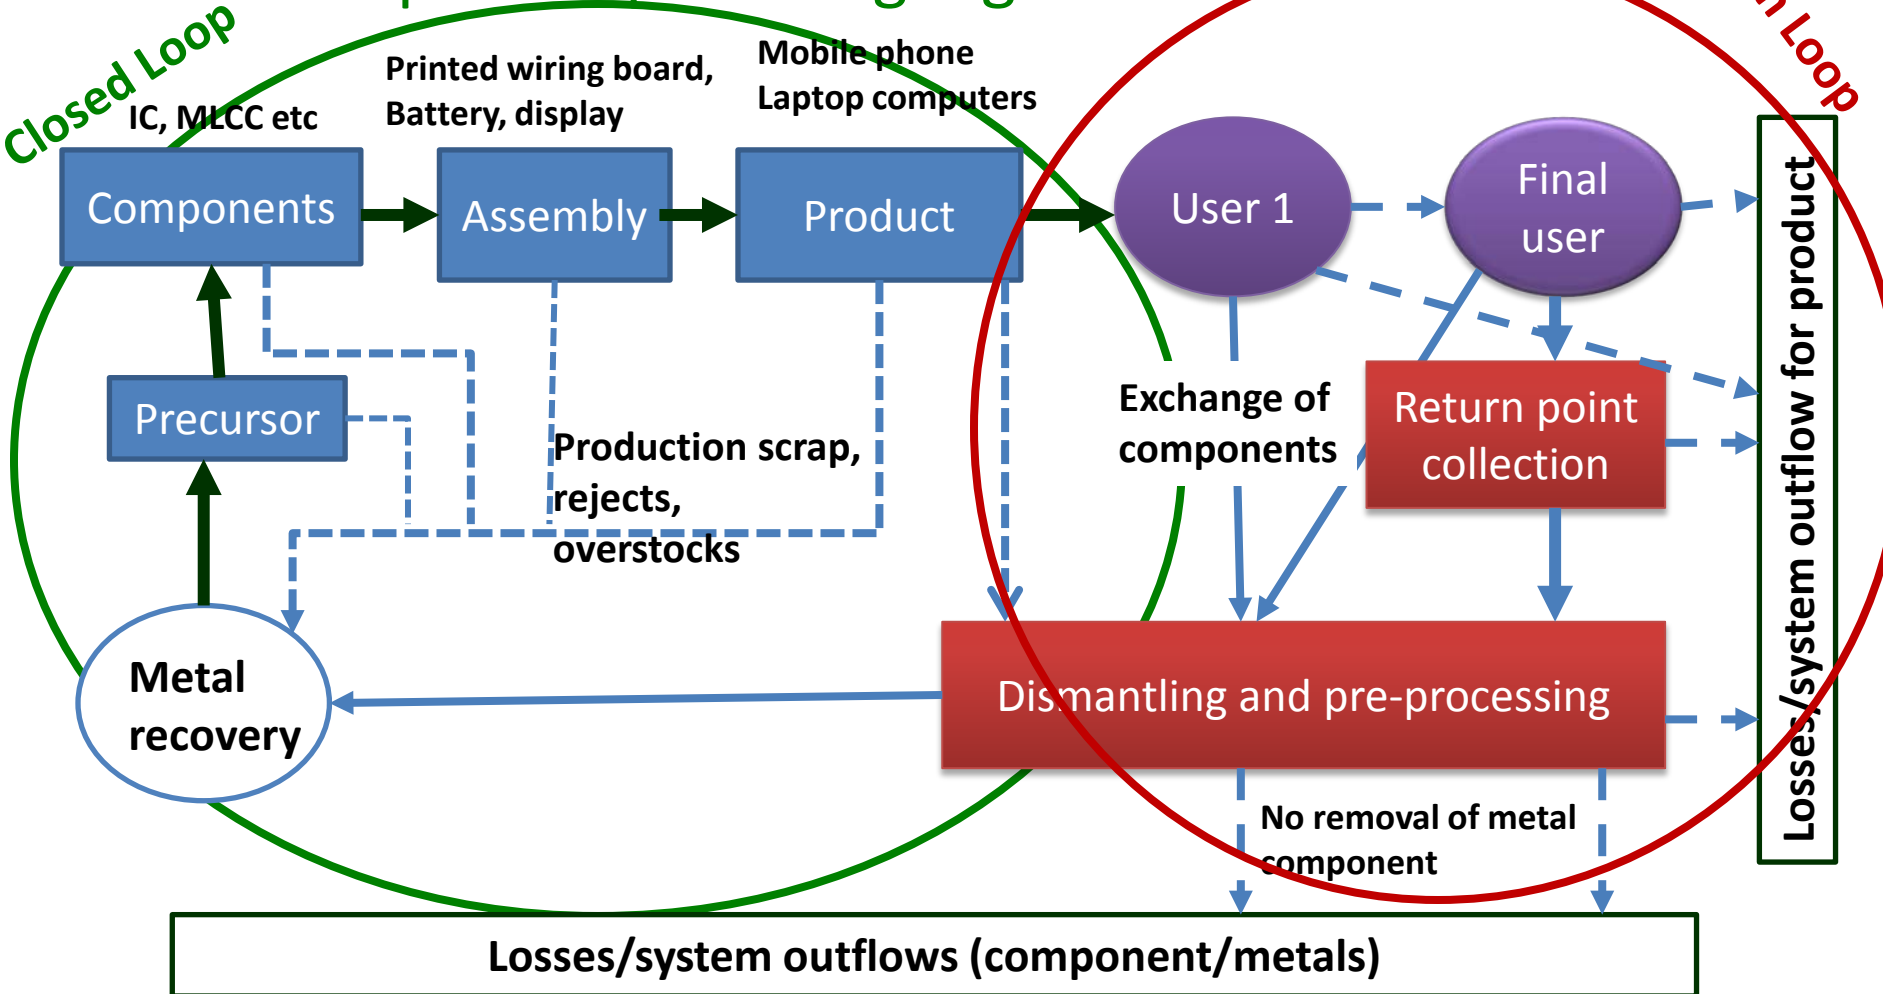 Closed Loop
Loop
IC, MLCC etc
Printed wiring board,
Battery, display
Mobile phone
Laptop computers
Components
Assembly
Product
User 1
Final
user
Precursor
Production scrap,
rejects,
overstocks
Exchange of
components
Return point
collection
Losses/system outflow for product
Metal
recovery
Dismantling and pre-processing
No removal of metal
component
Losses/system outflows (component/metals)